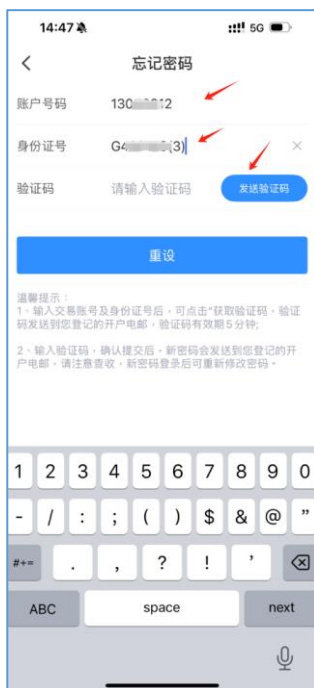 14:47 5G
忘记密码
账户号码 130 2
身份证号 G4 (3)
验证码 请输入验证码 发送验证码
重设
温馨提示：
1、输入交易账号及身份证号后，可点击“获取验证码，验证
码发送到您登记的开户电邮，验证码有效期5分钟;
2、输入验证码，确认提交后，新密码会发送到您登记的开
户电邮，请注意查收，新密码登录后可重新修改密码。
1 2 3 4 5 6 7 8 9 0
- / : ; ( ) $ & @ ”
#+= . , ? ! ’
ABC space next